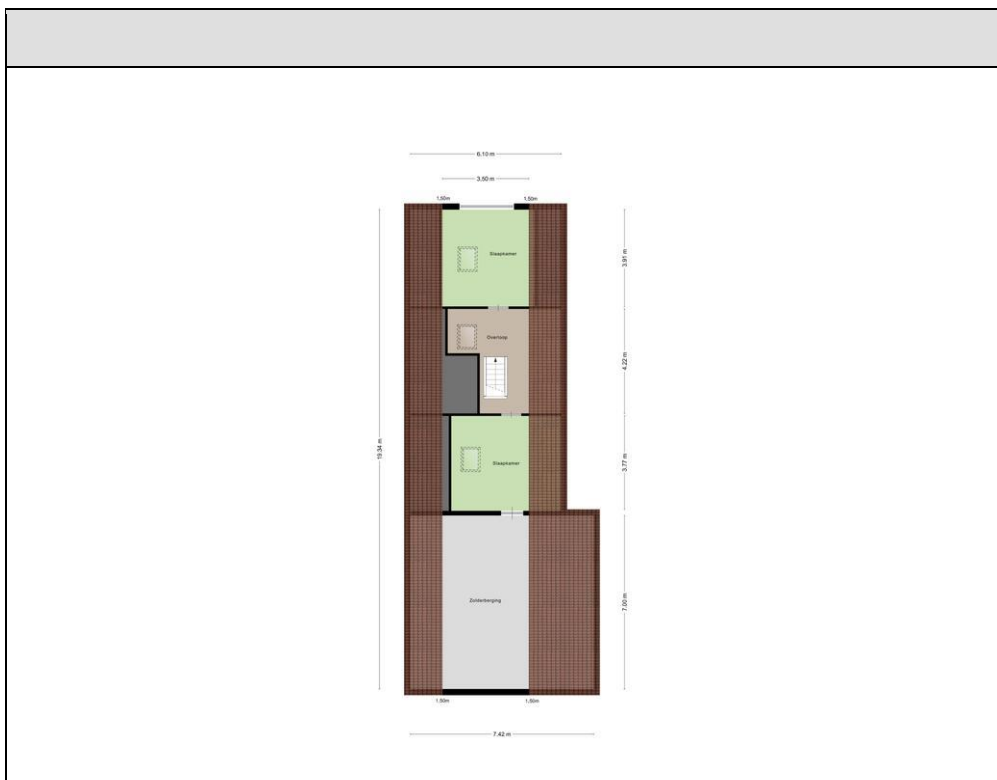 6.10 m
3.50 m
1,50m
1,50m
Slaapkamer
3.91 m
Overloop
4.22 m
19.34 m
Slaapkamer
3.77 m
Zolderberging
7.00 m
1,50m
1,50m
7.42 m